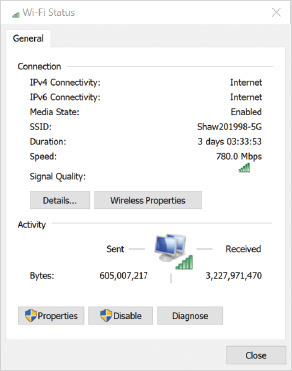 Wi-Fi Status
General
Connection
IPv4 Connectivity: Internet
IPv6 Connectivity: Internet
Media State: Enabled
SSID: Shaw201998-5G
Duration: 3 days 03:33:53
Speed: 780.0 Mbps
Signal Quality:
Details... Wireless Properties
Activity
Sent Received
Bytes: 605,007,217 3,227,971,470
Properties Disable Diagnose
Close